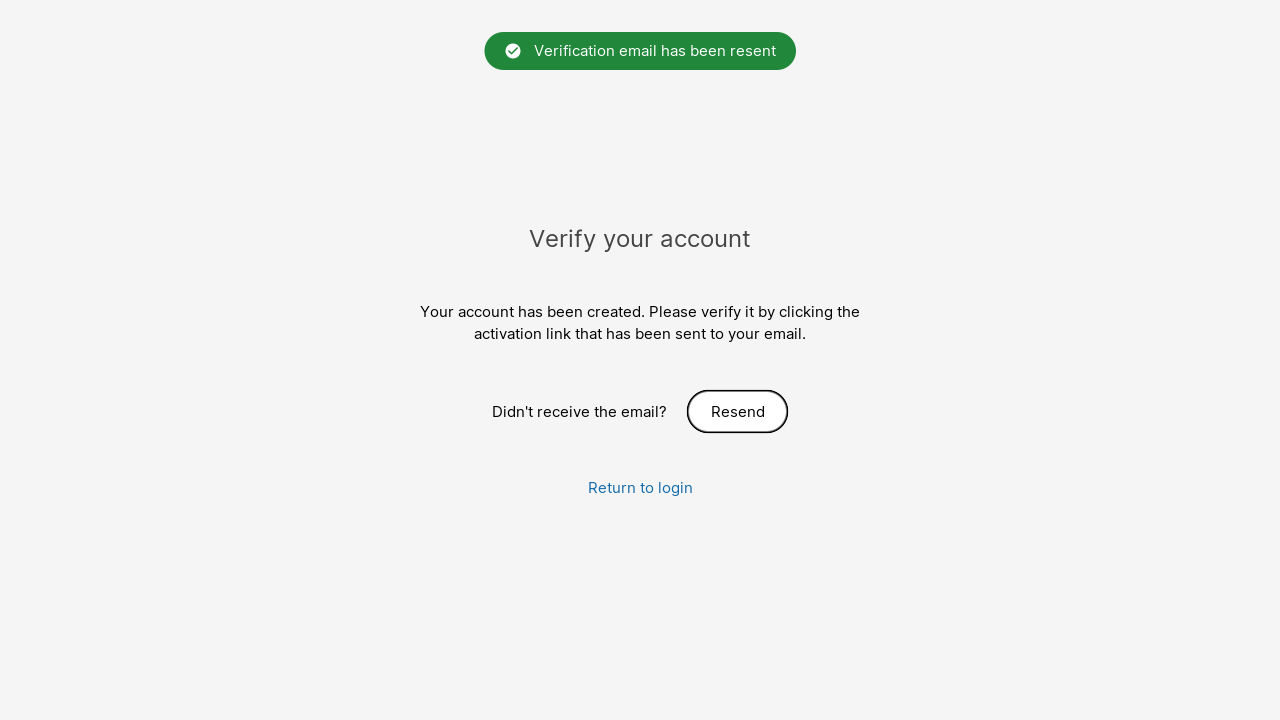 Verification email has been resent
Verify your account
Your account has been created. Please verify it by clicking the
activation link that has been sent to your email.
Didn't receive the email? Resend
Return to login